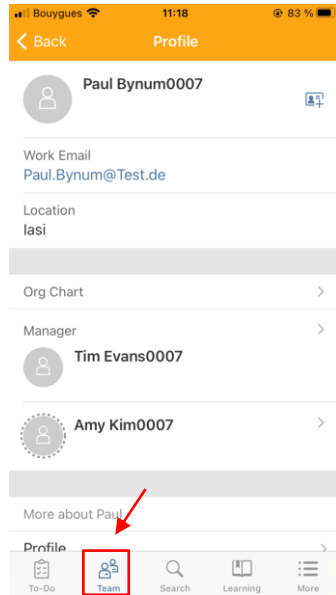 Bouygues 11:18 83 %
Back Profile
Paul Bynum0007
Work Email
Paul.Bynum@Test.de
Location
Iasi
Org Chart
Manager
Tim Evans0007
Amy Kim0007
More about Paul
Profile
To-Do Team Search Learning More